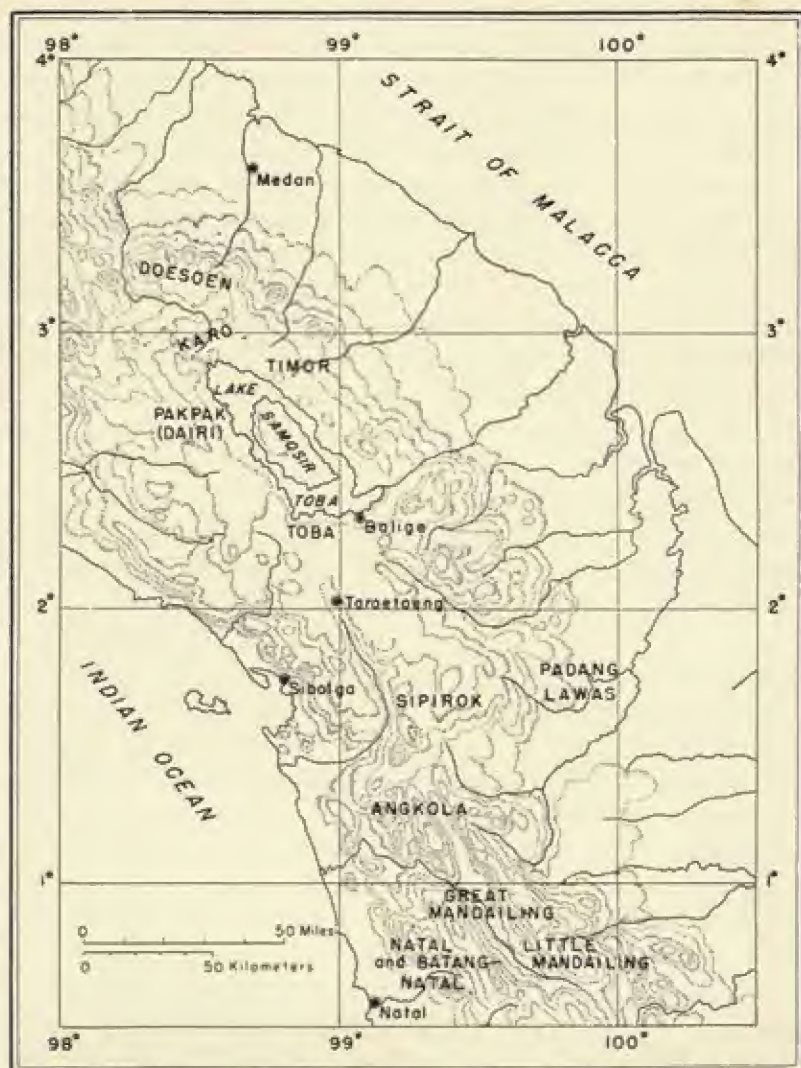 98°
99°
100°
4°
4°
STRAIT OF MALACCA
Medan
DOESOEN
3°
3°
KARO
TIMOR
LAKE
PAKPAK
(DAIRI)
SAMOSIR
TOBA
TOBA
Balige
2°
Taroetoeng
2°
INDIAN OCEAN
Sibolga
SIPIROK
PADANG
LAWAS
ANGKOLA
1°
1°
GREAT
MANDAILING
0
50 Miles
0
50 Kilometers
NATAL
and BATANG-
NATAL
LITTLE
MANDAILING
Natal
98°
99°
100°